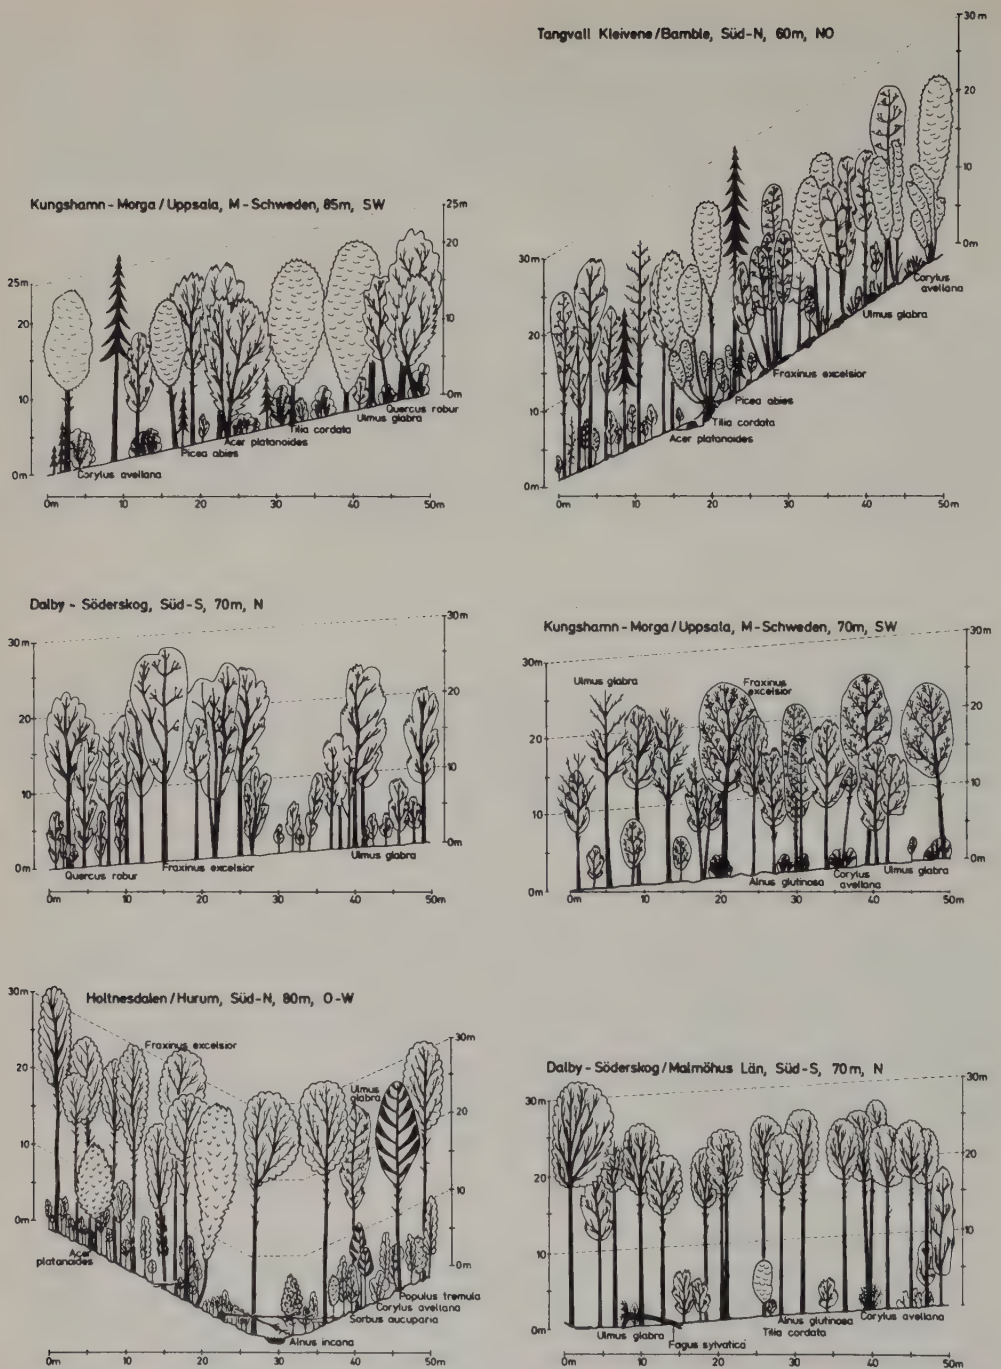 Kungshamn - Morga / Uppsala, M - Schweden, 85m, SW
25m
20
10
0m
25m
20
10
0m
Quercus robur
Ulmus glabra
Tilia cordata
Acer platanoides
Picea abies
Corylus avellana
0m 10 20 30 40 50m
Tangvall Kleivene/Bamble, Süd-N, 60m, NO
30m
20
10
0m
30m
20
10
0m
Corylus
avellana
Ulmus glabra
Fraxinus excelsior
Picea abies
Tilia cordata
Acer platanoides
0m 10 20 30 40 50m
Dalby - Söderskog, Süd-S, 70m, N
30m
20
10
0m
30m
20
10
0m
Ulmus glabra
Quercus robur Fraxinus excelsior
0m 10 20 30 40 50m
Kungshamn - Morga / Uppsala, M - Schweden, 70m, SW
30m
20
10
0m
30m
20
10
0m
Ulmus glabra
Fraxinus
excelsior
Alnus glutinosa Corylus
avellana
Ulmus glabra
0m 10 20 30 40 50m
Holtnesdalen / Hurum, Süd-N, 80m, O-W
30m
20
10
0m
30m
20
10
0m
Fraxinus excelsior
Ulmus
glabra
Acer
platanoides
Populus tremula
Corylus avellana
Sorbus aucuparia
Alnus incana
0m 10 20 30 40 50m
Dalby - Söderskog / Malmöhus Län, Süd-S, 70m, N
30m
20
10
0m
30m
20
10
Ulmus glabra
Fagus sylvatica
Alnus glutinosa
Tilia cordata
Corylus avellana
0m 10 20 30 40 50m